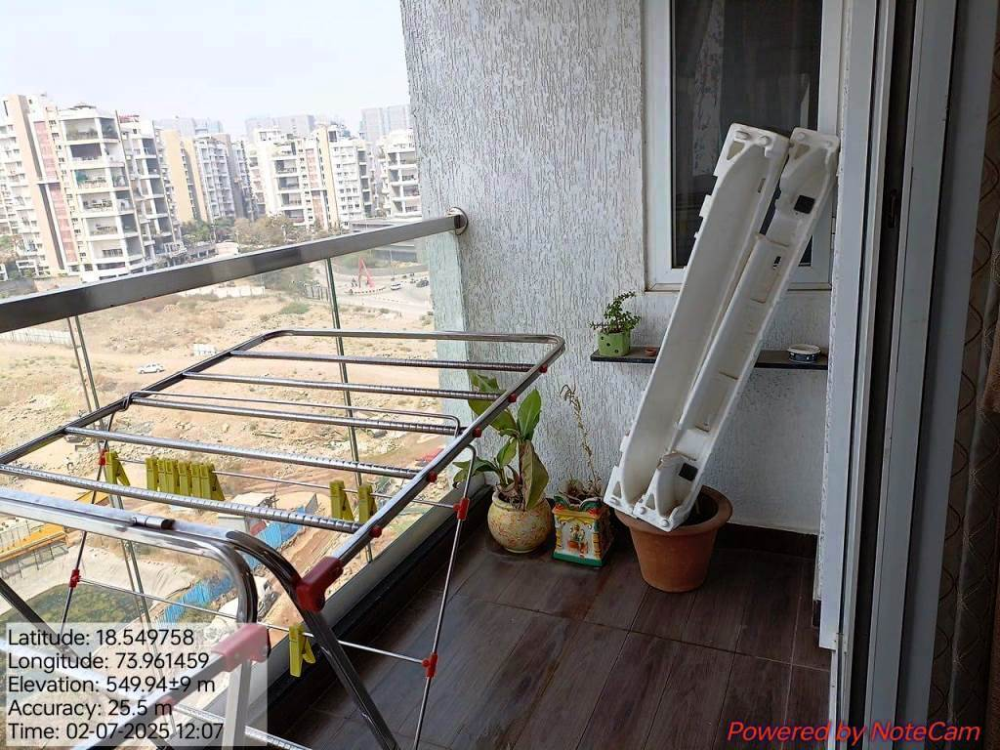 Latitude: 18.549758
Longitude: 73.961459
Elevation: 549.94±9 m
Accuracy: 25.5 m
Time: 02-07-2025 12:07
Powered by NoteCam